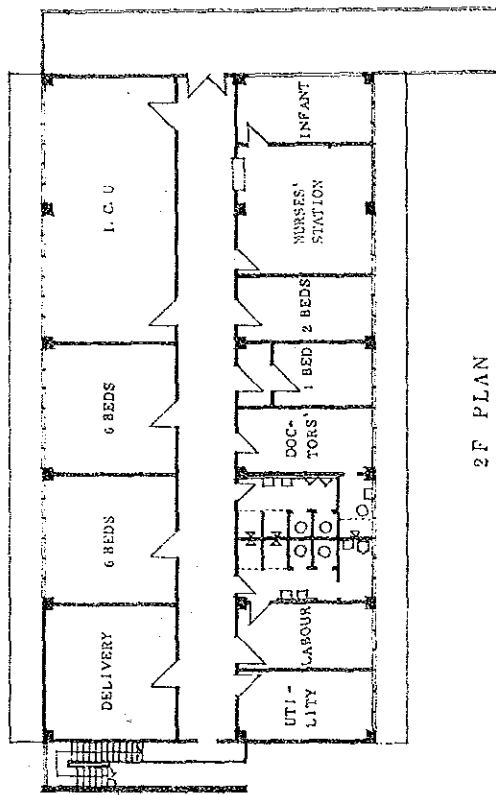 DELIVERY
6 BEDS
6 BEDS
I.C.U
UTI-
LITY
LABOUR
DOC-
TORS'
1 BED
2 BEDS
NURSES'
STATION
INFANT
2F PLAN